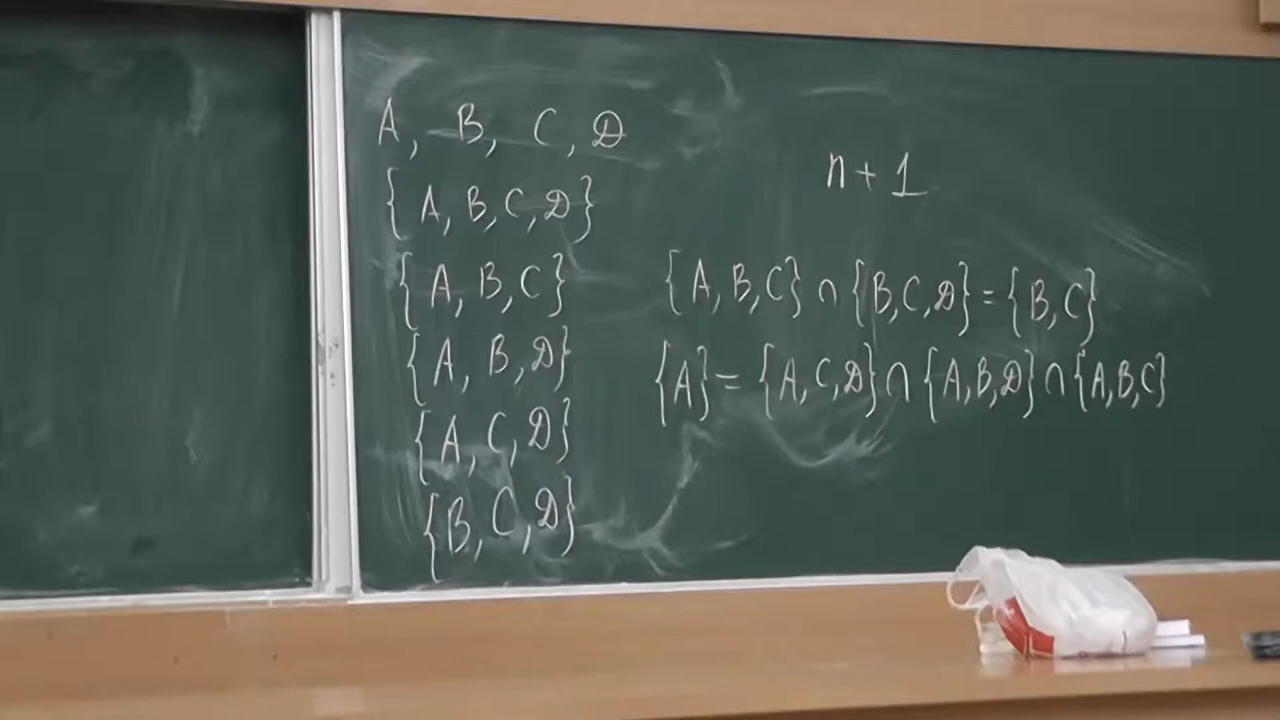 A, B, C, D
{A, B, C, D}
{A, B, C}
{A, B, D}
{A, C, D}
{B, C, D}
n + 1
{A, B, C} ∩ {B, C, D} = {B, C}
{A} = {A, C, D} ∩ {A, B, D} ∩ {A, B, C}